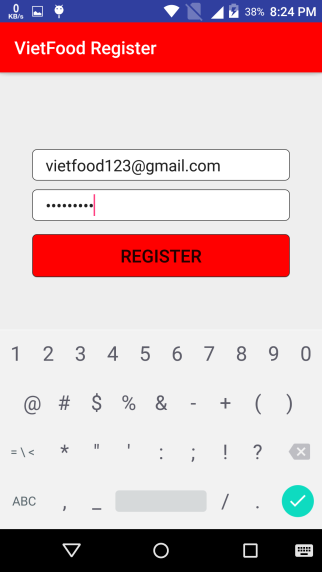 0
KB/s
38% 8:24 PM
VietFood Register
vietfood123@gmail.com
•••••••••
REGISTER
1 2 3 4 5 6 7 8 9 0
@ # $ % & - + ( )
= \ < * " ' : ; ! ?
ABC , _ / .